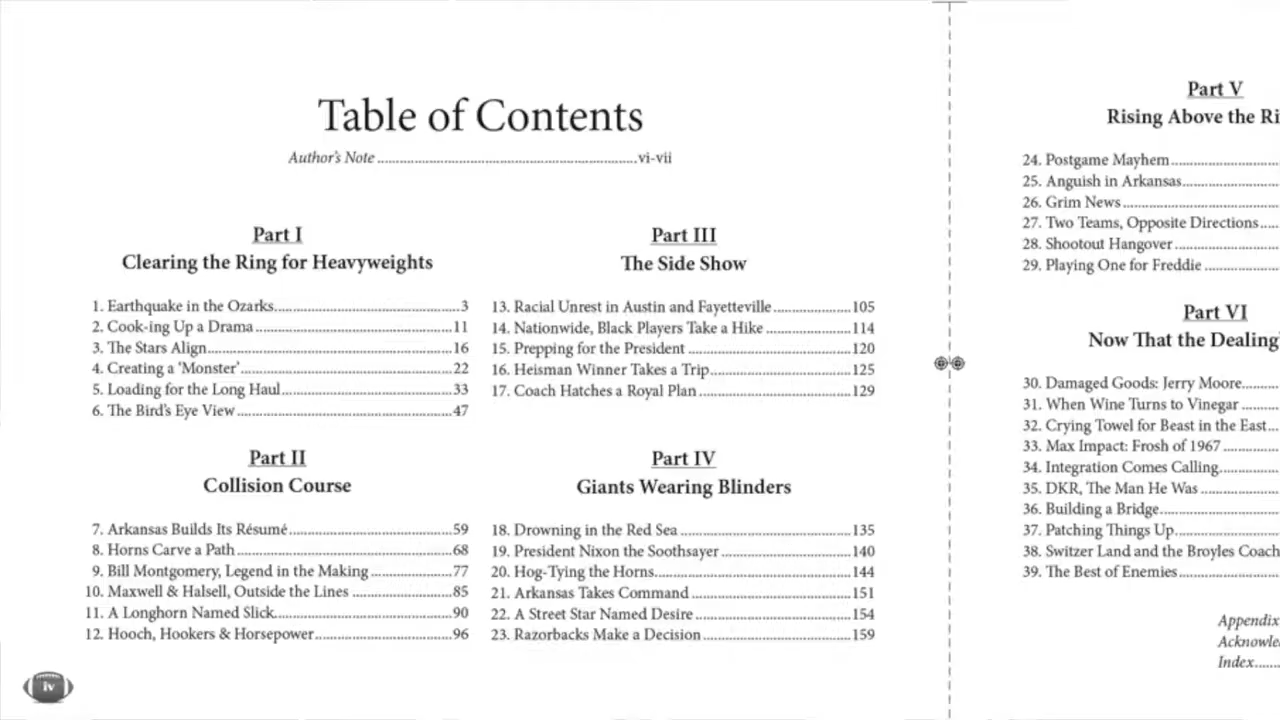 Table of Contents
Author's Note ........ vi-vii
Part I
Clearing the Ring for Heavyweights
1. Earthquake in the Ozarks........ 3
2. Cook-ing Up a Drama ........ 11
3. The Stars Align........ 16
4. Creating a ‘Monster’........ 22
5. Loading for the Long Haul........ 33
6. The Bird's Eye View ........ 47
Part II
Collision Course
7. Arkansas Builds Its Résumé........ 59
8. Horns Carve a Path ........ 68
9. Bill Montgomery, Legend in the Making ........ 77
10. Maxwell & Halsell, Outside the Lines ........ 85
11. A Longhorn Named Slick........ 90
12. Hooch, Hookers & Horsepower........ 96
Part III
The Side Show
13. Racial Unrest in Austin and Fayetteville ........ 105
14. Nationwide, Black Players Take a Hike ........ 114
15. Prepping for the President ........ 120
16. Heisman Winner Takes a Trip........ 125
17. Coach Hatches a Royal Plan ........ 129
Part IV
Giants Wearing Blinders
18. Drowning in the Red Sea ........ 135
19. President Nixon the Soothsayer ........ 140
20. Hog-Tying the Horns........ 144
21. Arkansas Takes Command ........ 151
22. A Street Star Named Desire ........ 154
23. Razorbacks Make a Decision ........ 159
iv
Part V
Rising Above the Ri
24. Postgame Mayhem........
25. Anguish in Arkansas........
26. Grim News ........
27. Two Teams, Opposite Directions.....
28. Shootout Hangover ........
29. Playing One for Freddie ........
Part VI
Now That the Dealing'
30. Damaged Goods: Jerry Moore........
31. When Wine Turns to Vinegar ........
32. Crying Towel for Beast in the East...
33. Max Impact: Frosh of 1967 ........
34. Integration Comes Calling........
35. DKR, The Man He Was ........
36. Building a Bridge........
37. Patching Things Up........
38. Switzer Land and the Broyles Coach
39. The Best of Enemies........
Appendix
Acknowle
Index........